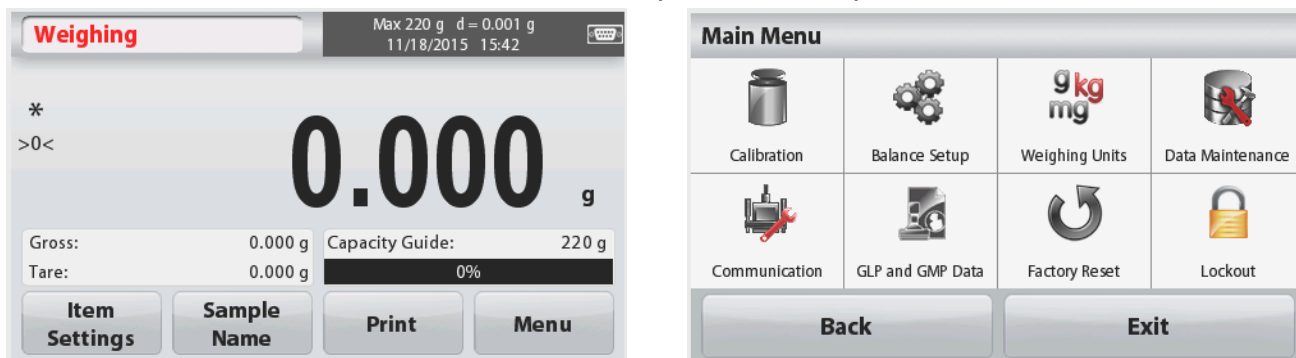 Weighing
Max 220 g d = 0.001 g
11/18/2015 15:42
*
>0<
0.000 g
Gross: 0.000 g
Tare: 0.000 g
Capacity Guide: 220 g
0%
Item Settings
Sample Name
Print
Menu
Main Menu
g kg mg
Calibration
Balance Setup
Weighing Units
Data Maintenance
Communication
GLP and GMP Data
Factory Reset
Lockout
Back
Exit